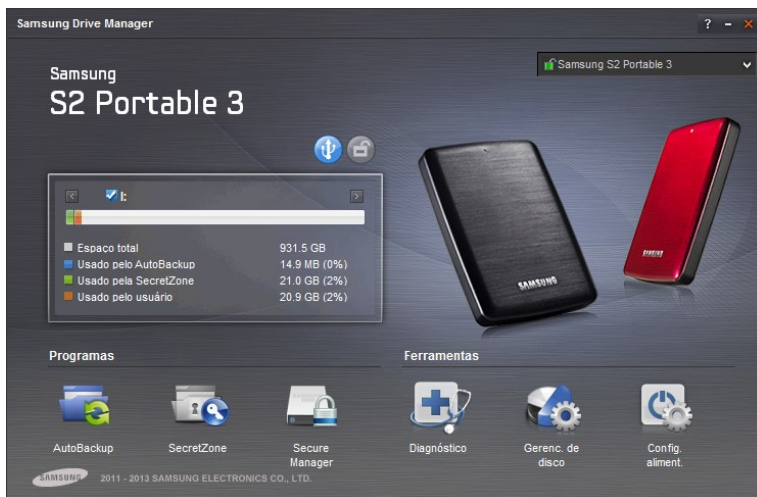 Samsung Drive Manager
?
Samsung S2 Portable 3
Samsung
S2 Portable 3
I:
Espaço total 931.5 GB
Usado pelo AutoBackup 14.9 MB (0%)
Usado pela SecretZone 21.0 GB (2%)
Usado pelo usuário 20.9 GB (2%)
SAMSUNG
SAMSUNG
Programas
Ferramentas
AutoBackup
SecretZone
Secure
Manager
Diagnóstico
Gerenc. de
disco
Config.
aliment.
SAMSUNG 2011 - 2013 SAMSUNG ELECTRONICS CO., LTD.